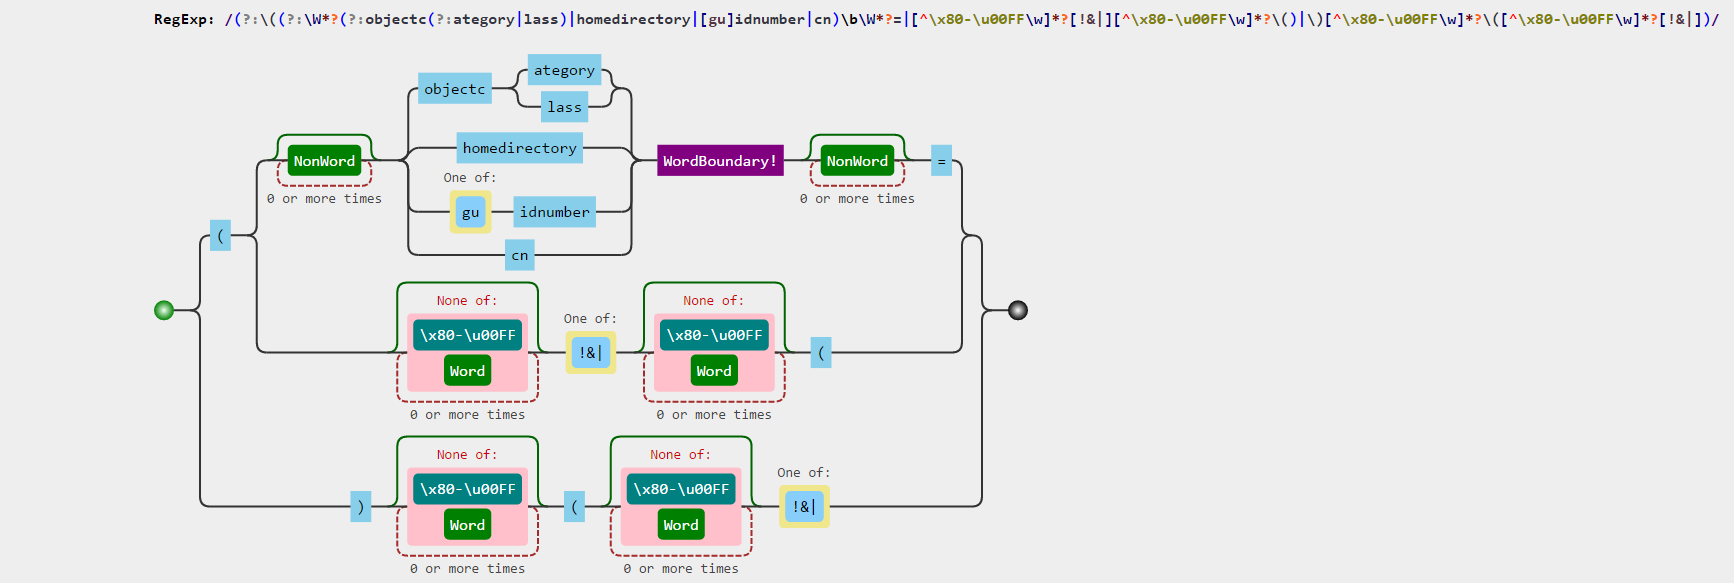 RegExp: /(?:\((?:\W*?(?:objectc(?:ategory|lass)|homedirectory|[gu]idnumber|cn)\b\W*?=|[^\x80-\u00FF\w]*?[!&|][^\x80-\u00FF\w]*?\()|\)[^\x80-\u00FF\w]*?\([^\x80-\u00FF\w]*?[!&|])/
ategory
objectc
lass
homedirectory
NonWord
WordBoundary!
NonWord
=
One of:
0 or more times
0 or more times
gu
idnumber
(
cn
None of:
None of:
One of:
\x80-\u00FF
\x80-\u00FF
!&|
(
Word
Word
0 or more times
0 or more times
None of:
None of:
One of:
\x80-\u00FF
\x80-\u00FF
)
(
!&|
Word
Word
0 or more times
0 or more times